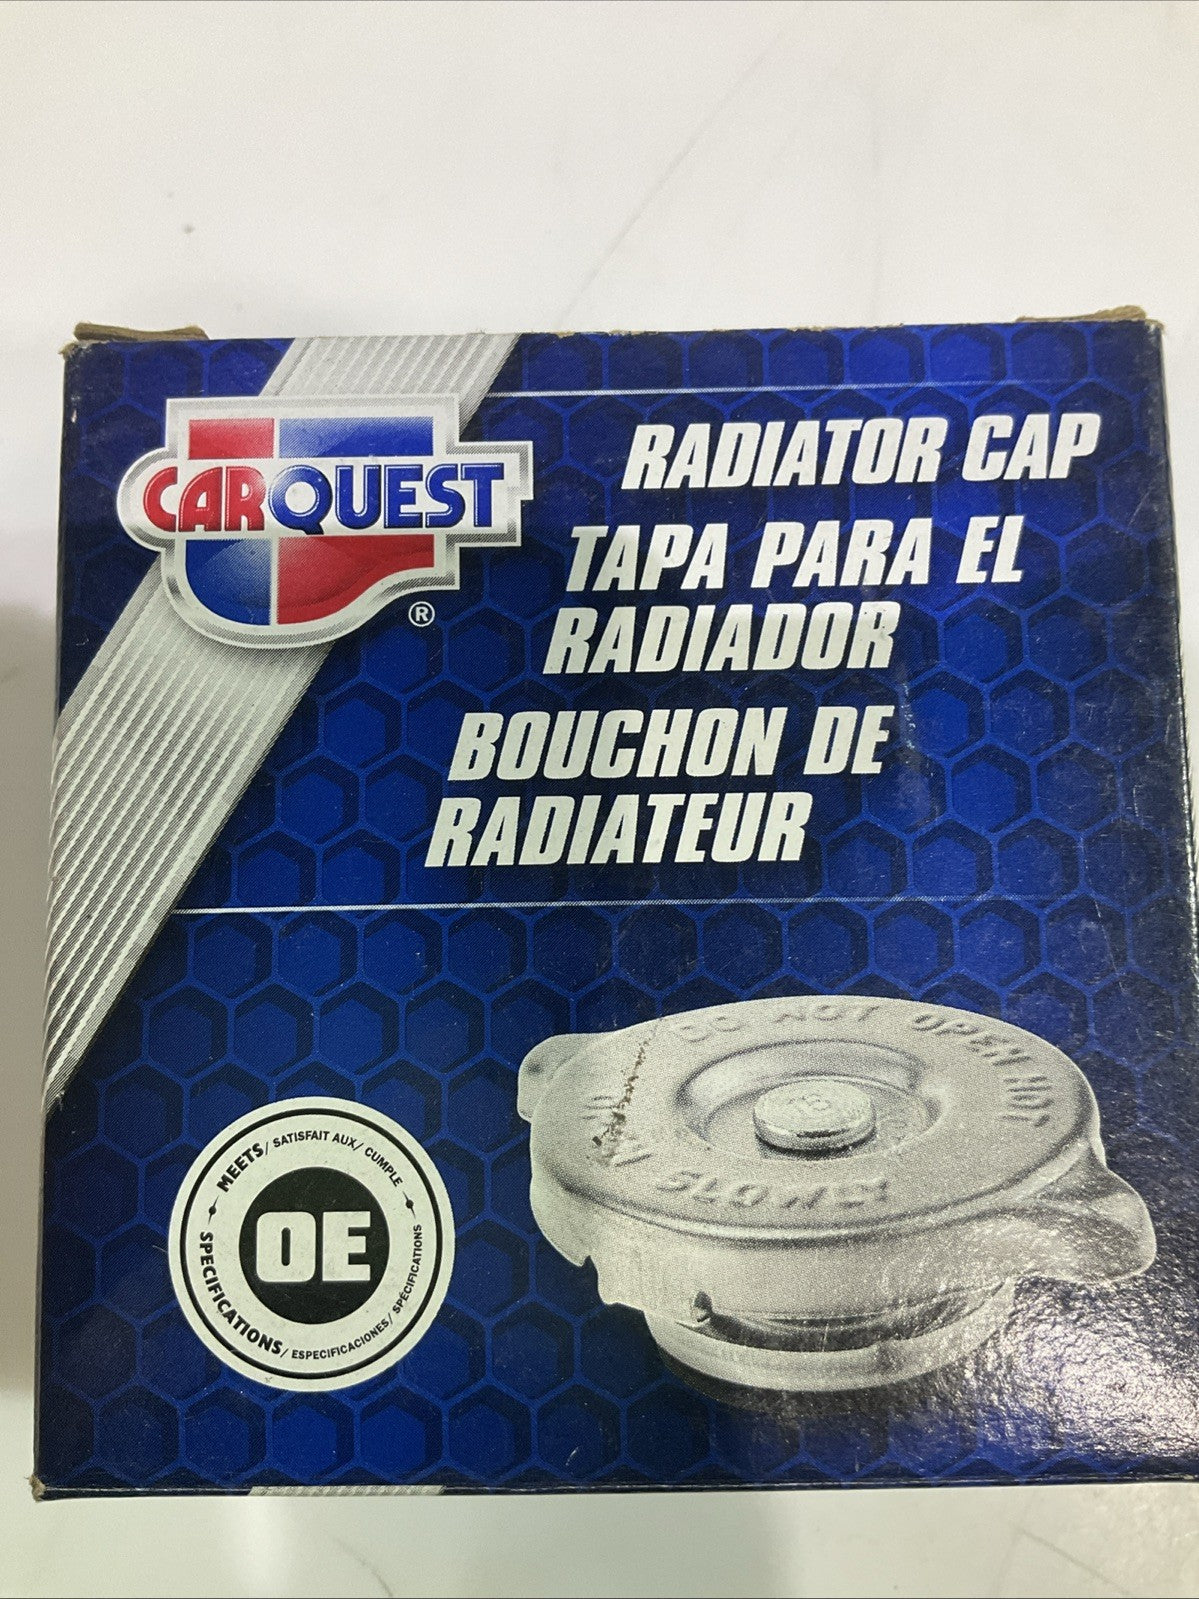 CARQUEST
®
RADIATOR CAP
TAPA PARA EL
RADIADOR
BOUCHON DE
RADIATEUR
MEETS/ SATISFAIT AUX/ CUMPLE
OE
SPECIFICATIONS/ ESPECIFICACIONES/ SPÉCIFICATIONS
DO NOT OPEN HOT
SLOWLY